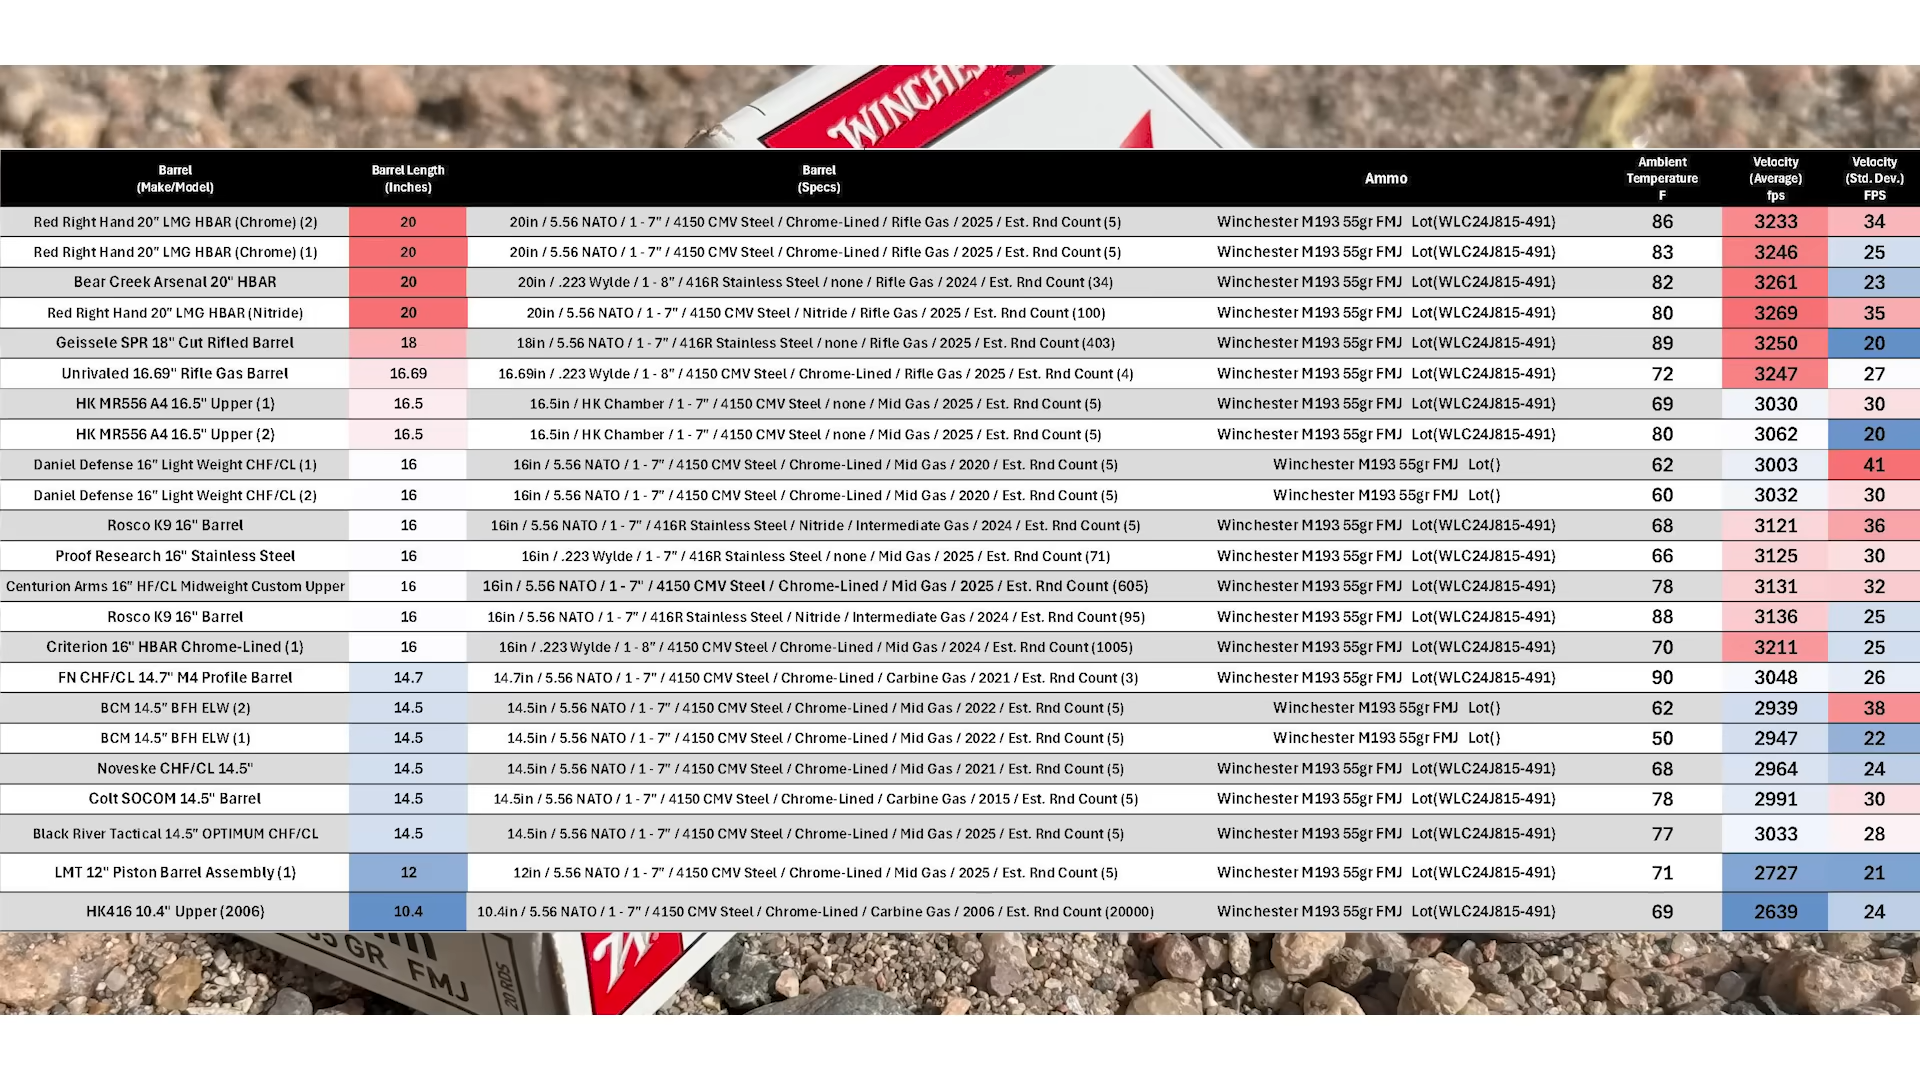 WINCHES
Barrel
(Make/Model)
Barrel Length
(Inches)
Barrel
(Specs)
Ammo
Ambient
Temperature
F
Velocity
(Average)
fps
Velocity
(Std. Dev.)
FPS
Red Right Hand 20" LMG HBAR (Chrome) (2) 20 20in / 5.56 NATO / 1 - 7" / 4150 CMV Steel / Chrome-Lined / Rifle Gas / 2025 / Est. Rnd Count (5) Winchester M193 55gr FMJ Lot(WLC24J815-491) 86 3233 34
Red Right Hand 20" LMG HBAR (Chrome) (1) 20 20in / 5.56 NATO / 1 - 7" / 4150 CMV Steel / Chrome-Lined / Rifle Gas / 2025 / Est. Rnd Count (5) Winchester M193 55gr FMJ Lot(WLC24J815-491) 83 3246 25
Bear Creek Arsenal 20" HBAR 20 20in / .223 Wylde / 1 - 8" / 416R Stainless Steel / none / Rifle Gas / 2024 / Est. Rnd Count (34) Winchester M193 55gr FMJ Lot(WLC24J815-491) 82 3261 23
Red Right Hand 20" LMG HBAR (Nitride) 20 20in / 5.56 NATO / 1 - 7" / 4150 CMV Steel / Nitride / Rifle Gas / 2025 / Est. Rnd Count (100) Winchester M193 55gr FMJ Lot(WLC24J815-491) 80 3269 35
Geissele SPR 18" Cut Rifled Barrel 18 18in / 5.56 NATO / 1 - 7" / 416R Stainless Steel / none / Rifle Gas / 2025 / Est. Rnd Count (403) Winchester M193 55gr FMJ Lot(WLC24J815-491) 89 3250 20
Unrivaled 16.69" Rifle Gas Barrel 16.69 16.69in / .223 Wylde / 1 - 8" / 4150 CMV Steel / Chrome-Lined / Rifle Gas / 2025 / Est. Rnd Count (4) Winchester M193 55gr FMJ Lot(WLC24J815-491) 72 3247 27
HK MR556 A4 16.5" Upper (1) 16.5 16.5in / HK Chamber / 1 - 7" / 4150 CMV Steel / none / Mid Gas / 2025 / Est. Rnd Count (5) Winchester M193 55gr FMJ Lot(WLC24J815-491) 69 3030 30
HK MR556 A4 16.5" Upper (2) 16.5 16.5in / HK Chamber / 1 - 7" / 4150 CMV Steel / none / Mid Gas / 2025 / Est. Rnd Count (5) Winchester M193 55gr FMJ Lot(WLC24J815-491) 80 3062 20
Daniel Defense 16" Light Weight CHF/CL (1) 16 16in / 5.56 NATO / 1 - 7" / 4150 CMV Steel / Chrome-Lined / Mid Gas / 2020 / Est. Rnd Count (5) Winchester M193 55gr FMJ Lot() 62 3003 41
Daniel Defense 16" Light Weight CHF/CL (2) 16 16in / 5.56 NATO / 1 - 7" / 4150 CMV Steel / Chrome-Lined / Mid Gas / 2020 / Est. Rnd Count (5) Winchester M193 55gr FMJ Lot() 60 3032 30
Rosco K9 16" Barrel 16 16in / 5.56 NATO / 1 - 7" / 416R Stainless Steel / Nitride / Intermediate Gas / 2024 / Est. Rnd Count (5) Winchester M193 55gr FMJ Lot(WLC24J815-491) 68 3121 36
Proof Research 16" Stainless Steel 16 16in / .223 Wylde / 1 - 7" / 416R Stainless Steel / none / Mid Gas / 2025 / Est. Rnd Count (71) Winchester M193 55gr FMJ Lot(WLC24J815-491) 66 3125 30
Centurion Arms 16" HF/CL Midweight Custom Upper 16 16in / 5.56 NATO / 1 - 7" / 4150 CMV Steel / Chrome-Lined / Mid Gas / 2025 / Est. Rnd Count (605) Winchester M193 55gr FMJ Lot(WLC24J815-491) 78 3131 32
Rosco K9 16" Barrel 16 16in / 5.56 NATO / 1 - 7" / 416R Stainless Steel / Nitride / Intermediate Gas / 2024 / Est. Rnd Count (95) Winchester M193 55gr FMJ Lot(WLC24J815-491) 88 3136 25
Criterion 16" HBAR Chrome-Lined (1) 16 16in / .223 Wylde / 1 - 8" / 4150 CMV Steel / Chrome-Lined / Mid Gas / 2024 / Est. Rnd Count (1005) Winchester M193 55gr FMJ Lot(WLC24J815-491) 70 3211 25
FN CHF/CL 14.7" M4 Profile Barrel 14.7 14.7in / 5.56 NATO / 1 - 7" / 4150 CMV Steel / Chrome-Lined / Carbine Gas / 2021 / Est. Rnd Count (3) Winchester M193 55gr FMJ Lot(WLC24J815-491) 90 3048 26
BCM 14.5" BFH ELW (2) 14.5 14.5in / 5.56 NATO / 1 - 7" / 4150 CMV Steel / Chrome-Lined / Mid Gas / 2022 / Est. Rnd Count (5) Winchester M193 55gr FMJ Lot() 62 2939 38
BCM 14.5" BFH ELW (1) 14.5 14.5in / 5.56 NATO / 1 - 7" / 4150 CMV Steel / Chrome-Lined / Mid Gas / 2022 / Est. Rnd Count (5) Winchester M193 55gr FMJ Lot() 50 2947 22
Noveske CHF/CL 14.5" 14.5 14.5in / 5.56 NATO / 1 - 7" / 4150 CMV Steel / Chrome-Lined / Mid Gas / 2021 / Est. Rnd Count (5) Winchester M193 55gr FMJ Lot(WLC24J815-491) 68 2964 24
Colt SOCOM 14.5" Barrel 14.5 14.5in / 5.56 NATO / 1 - 7" / 4150 CMV Steel / Chrome-Lined / Carbine Gas / 2015 / Est. Rnd Count (5) Winchester M193 55gr FMJ Lot(WLC24J815-491) 78 2991 30
Black River Tactical 14.5" OPTIMUM CHF/CL 14.5 14.5in / 5.56 NATO / 1 - 7" / 4150 CMV Steel / Chrome-Lined / Mid Gas / 2025 / Est. Rnd Count (5) Winchester M193 55gr FMJ Lot(WLC24J815-491) 77 3033 28
LMT 12" Piston Barrel Assembly (1) 12 12in / 5.56 NATO / 1 - 7" / 4150 CMV Steel / Chrome-Lined / Mid Gas / 2025 / Est. Rnd Count (5) Winchester M193 55gr FMJ Lot(WLC24J815-491) 71 2727 21
HK416 10.4" Upper (2006) 10.4 10.4in / 5.56 NATO / 1 - 7" / 4150 CMV Steel / Chrome-Lined / Carbine Gas / 2006 / Est. Rnd Count (20000) Winchester M193 55gr FMJ Lot(WLC24J815-491) 69 2639 24
GR FMJ
20 RDS